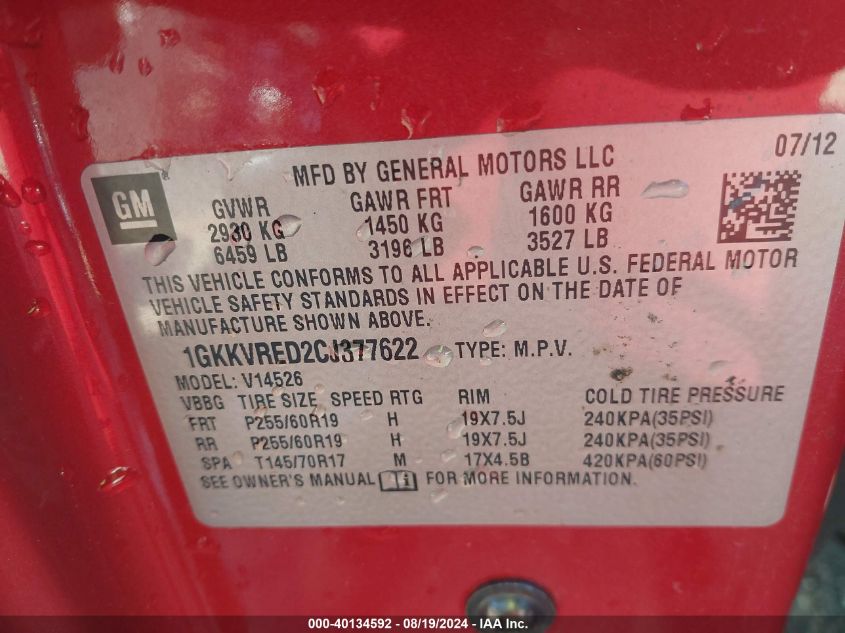 07/12
MFD BY GENERAL MOTORS LLC
GM
GVWR GAWR FRT GAWR RR
2930 KG 1450 KG 1600 KG
6459 LB 3196 LB 3527 LB
THIS VEHICLE CONFORMS TO ALL APPLICABLE U.S. FEDERAL MOTOR
VEHICLE SAFETY STANDARDS IN EFFECT ON THE DATE OF
MANUFACTURE SHOWN ABOVE.
1GKKVRED2CJ377622 TYPE: M.P.V.
MODEL: V14526
VBBG TIRE SIZE SPEED RTG RIM COLD TIRE PRESSURE
FRT P255/60R19 H 19X7.5J 240KPA(35PSI)
RR P255/60R19 H 19X7.5J 240KPA(35PSI)
SPA T145/70R17 M 17X4.5B 420KPA(60PSI)
SEE OWNER'S MANUAL FOR MORE INFORMATION.
000-40134592 - 08/19/2024 - IAA Inc.